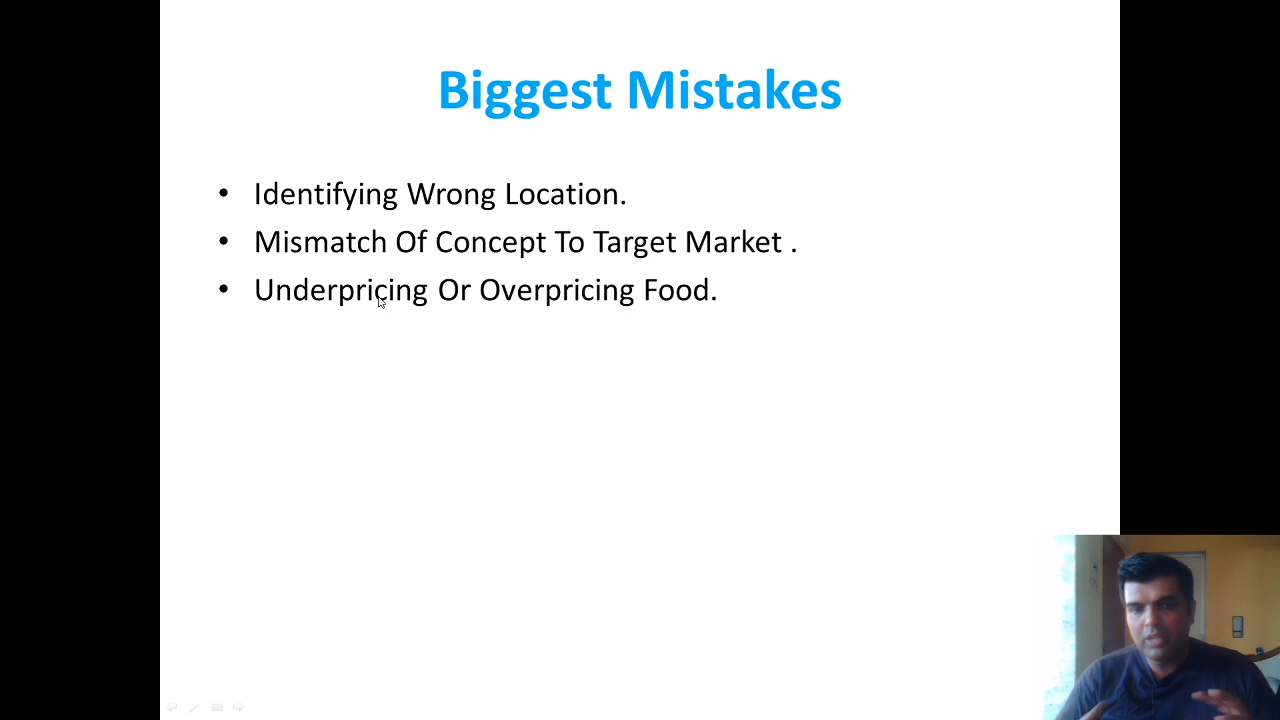 Biggest Mistakes
• Identifying Wrong Location.
• Mismatch Of Concept To Target Market .
• Underpricing Or Overpricing Food.